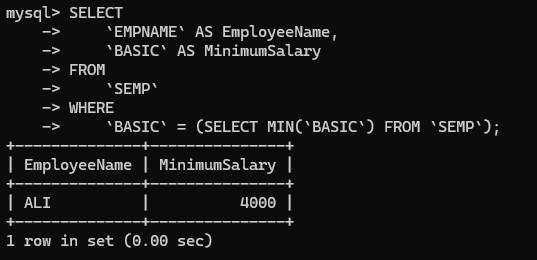 mysql> SELECT
    ->     `EMPNAME` AS EmployeeName,
    ->     `BASIC` AS MinimumSalary
    -> FROM
    ->     `SEMP`
    -> WHERE
    ->     `BASIC` = (SELECT MIN(`BASIC`) FROM `SEMP`);
+--------------+---------------+
| EmployeeName | MinimumSalary |
+--------------+---------------+
| ALI          |          4000 |
+--------------+---------------+
1 row in set (0.00 sec)